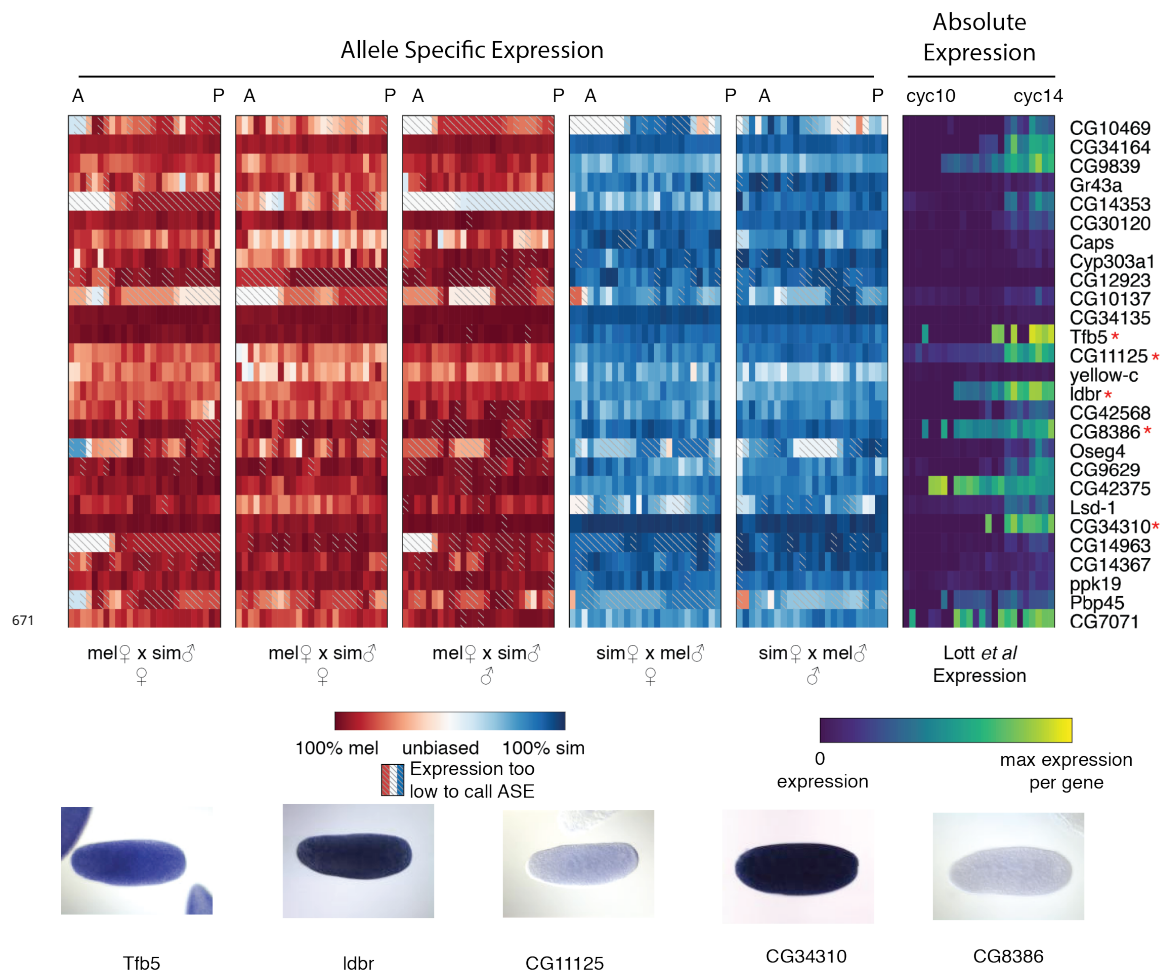 Allele Specific Expression
Absolute
Expression
A P A P A P A P A P cyc10 cyc14
CG10469
CG34164
CG9839
Gr43a
CG14353
CG30120
Caps
Cyp303a1
CG12923
CG10137
CG34135
Tfb5 *
CG11125 *
yellow-c
ldbr *
CG42568
CG8386 *
Oseg4
CG9629
CG42375
Lsd-1
CG34310 *
CG14963
CG14367
ppk19
Pbp45
CG7071
671
mel♀ x sim♂ mel♀ x sim♂ mel♀ x sim♂ sim♀ x mel♂ sim♀ x mel♂ Lott et al
♀ ♀ ♂ ♀ ♂ Expression
100% mel unbiased 100% sim
Expression too
low to call ASE
0 max expression
expression per gene
Tfb5 ldbr CG11125 CG34310 CG8386